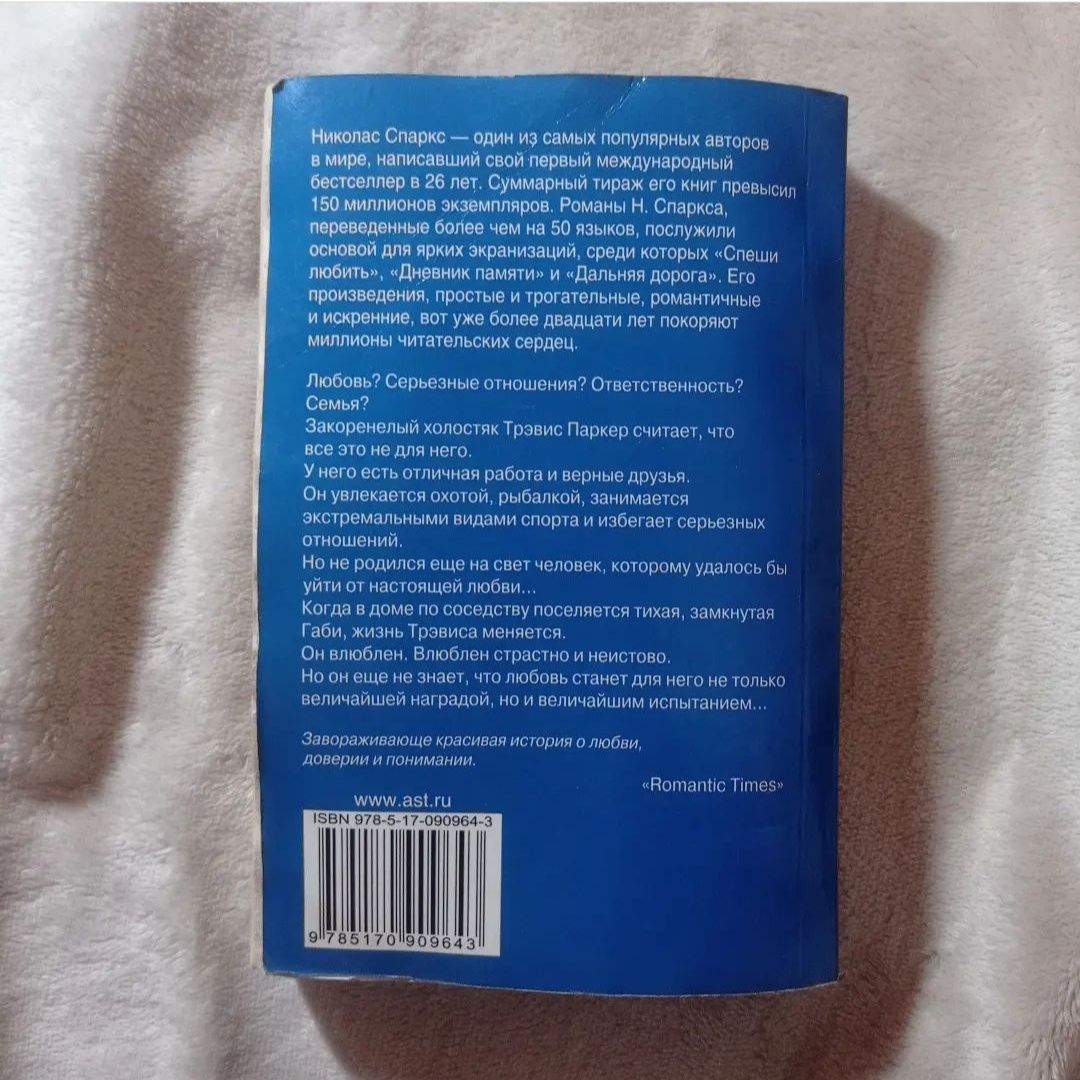 Николас Спаркс — один из самых популярных авторов
в мире, написавший свой первый международный
бестселлер в 26 лет. Суммарный тираж его книг превысил
150 миллионов экземпляров. Романы Н. Спаркса,
переведенные более чем на 50 языков, послужили
основой для ярких экранизаций, среди которых «Спеши
любить», «Дневник памяти» и «Дальняя дорога». Его
произведения, простые и трогательные, романтичные
и искренние, вот уже более двадцати лет покоряют
миллионы читательских сердец.
Любовь? Серьезные отношения? Ответственность?
Семья?
Закоренелый холостяк Трэвис Паркер считает, что
все это не для него.
У него есть отличная работа и верные друзья.
Он увлекается охотой, рыбалкой, занимается
экстремальными видами спорта и избегает серьезных
отношений.
Но не родился еще на свет человек, которому удалось бы
уйти от настоящей любви...
Когда в доме по соседству поселяется тихая, замкнутая
Габи, жизнь Трэвиса меняется.
Он влюблен. Влюблен страстно и неистово.
Но он еще не знает, что любовь станет для него не только
величайшей наградой, но и величайшим испытанием...
Завораживающе красивая история о любви,
доверии и понимании.
«Romantic Times»
www.ast.ru
ISBN 978-5-17-090964-3
9 785170 909643